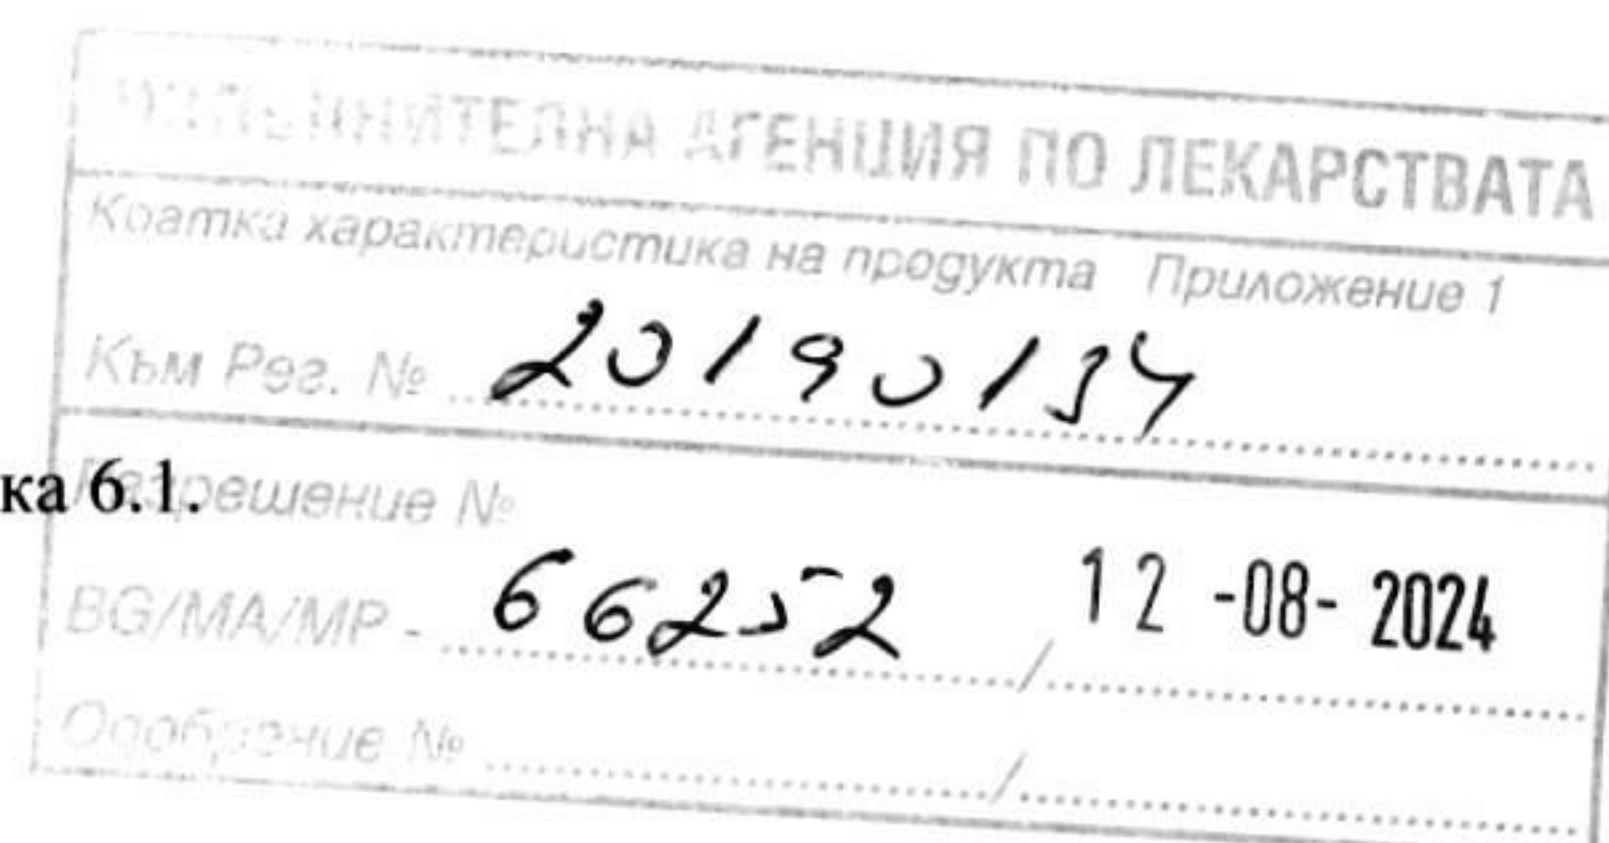 ИЗПЪЛНИТЕЛНА АГЕНЦИЯ ПО ЛЕКАРСТВАТА
Кратка характеристика на продукта Приложение 1
Към Рег. № 20190134
ка 6.1.
Разрешение №
BG/MA/MP - 66252 / 12 -08- 2024
Одобрение № /